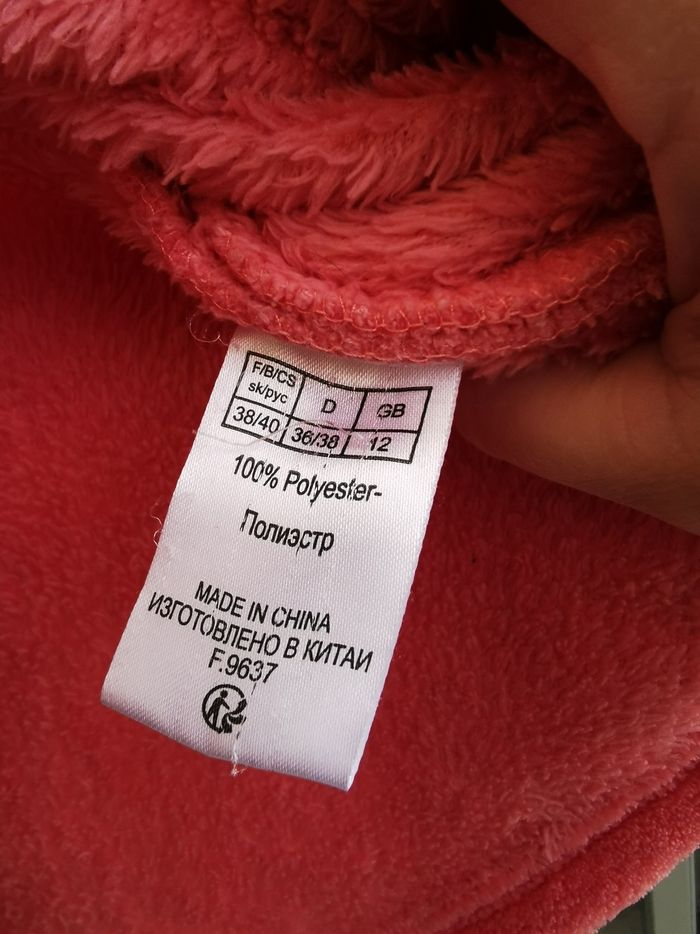 F/B/CS D GB
sk/рус
38/40 36/38 12
100% Polyester-
Полиэстр
MADE IN CHINA
ИЗГОТОВЛЕНО В КИТАИ
F.9637